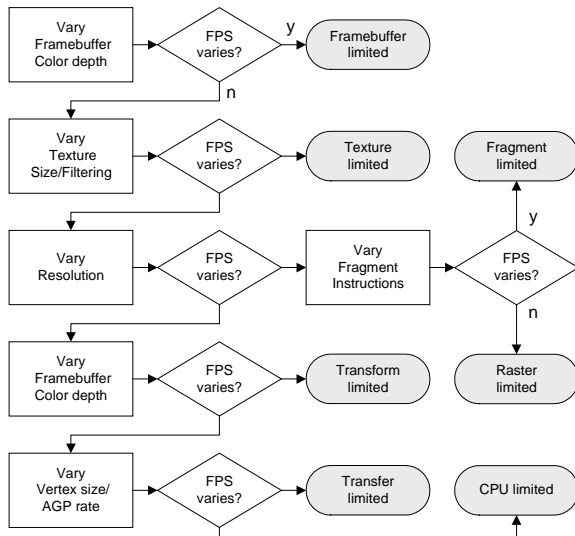 Vary
Framebuffer
Color depth
FPS
varies?
y
Framebuffer
limited
n
Vary
Texture
Size/Filtering
FPS
varies?
Texture
limited
Fragment
limited
y
Vary
Resolution
FPS
varies?
Vary
Fragment
Instructions
FPS
varies?
n
Vary
Framebuffer
Color depth
FPS
varies?
Transform
limited
Raster
limited
Vary
Vertex size/
AGP rate
FPS
varies?
Transfer
limited
CPU limited